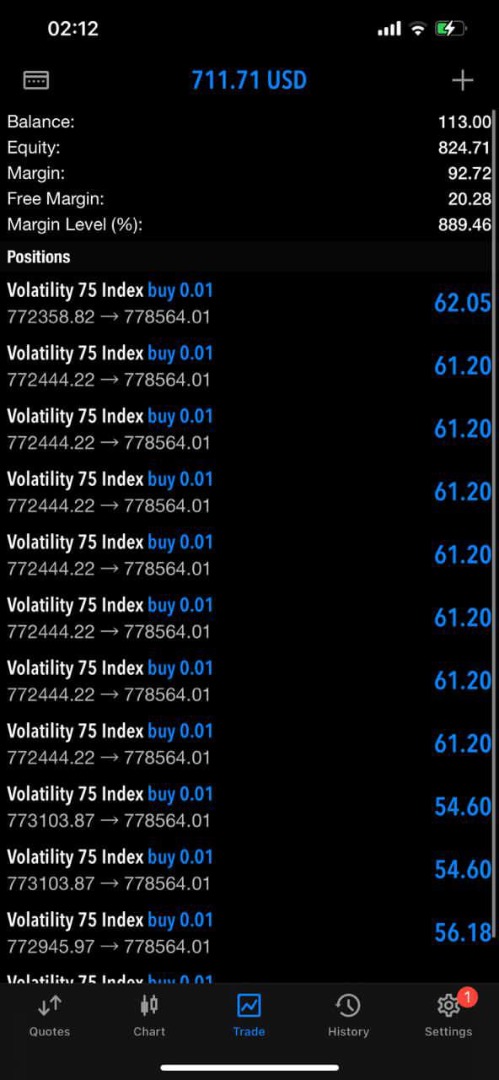 02:12
711.71 USD
Balance: 113.00
Equity: 824.71
Margin: 92.72
Free Margin: 20.28
Margin Level (%): 889.46
Positions
Volatility 75 Index buy 0.01
772358.82 → 778564.01 62.05
Volatility 75 Index buy 0.01
772444.22 → 778564.01 61.20
Volatility 75 Index buy 0.01
772444.22 → 778564.01 61.20
Volatility 75 Index buy 0.01
772444.22 → 778564.01 61.20
Volatility 75 Index buy 0.01
772444.22 → 778564.01 61.20
Volatility 75 Index buy 0.01
772444.22 → 778564.01 61.20
Volatility 75 Index buy 0.01
772444.22 → 778564.01 61.20
Volatility 75 Index buy 0.01
772444.22 → 778564.01 61.20
Volatility 75 Index buy 0.01
773103.87 → 778564.01 54.60
Volatility 75 Index buy 0.01
773103.87 → 778564.01 54.60
Volatility 75 Index buy 0.01
772945.97 → 778564.01 56.18
Volatility 75 Index buy 0.01
1
Quotes Chart Trade History Settings